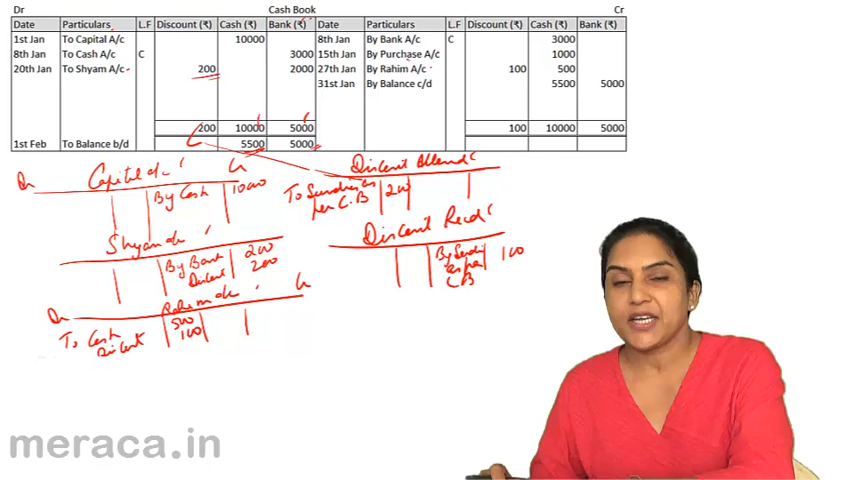 Dr Cash Book Cr
Date Particulars L.F Discount (₹) Cash (₹) Bank (₹) Date Particulars L.F Discount (₹) Cash (₹) Bank (₹)
1st Jan To Capital A/c 10000 8th Jan By Bank A/c C 3000
8th Jan To Cash A/c C 3000 15th Jan By Purchase A/c 1000
20th Jan To Shyam A/c 200 2000 27th Jan By Rahim A/c 100 500
31st Jan By Balance c/d 5500 5000
200 10000 5000 100 10000 5000
1st Feb To Balance b/d 5500 5000
Dr Capital a/c Cr
By Cash 10000
Shyam a/c
By Bank 200
Discount 200
Dr Rahim a/c Cr
To Cash 500
Discount 100
Discount Allowed
To Sundries as 200
per C.B
Discount Recd
By Sundri 100
as per
C.B
meraca.in